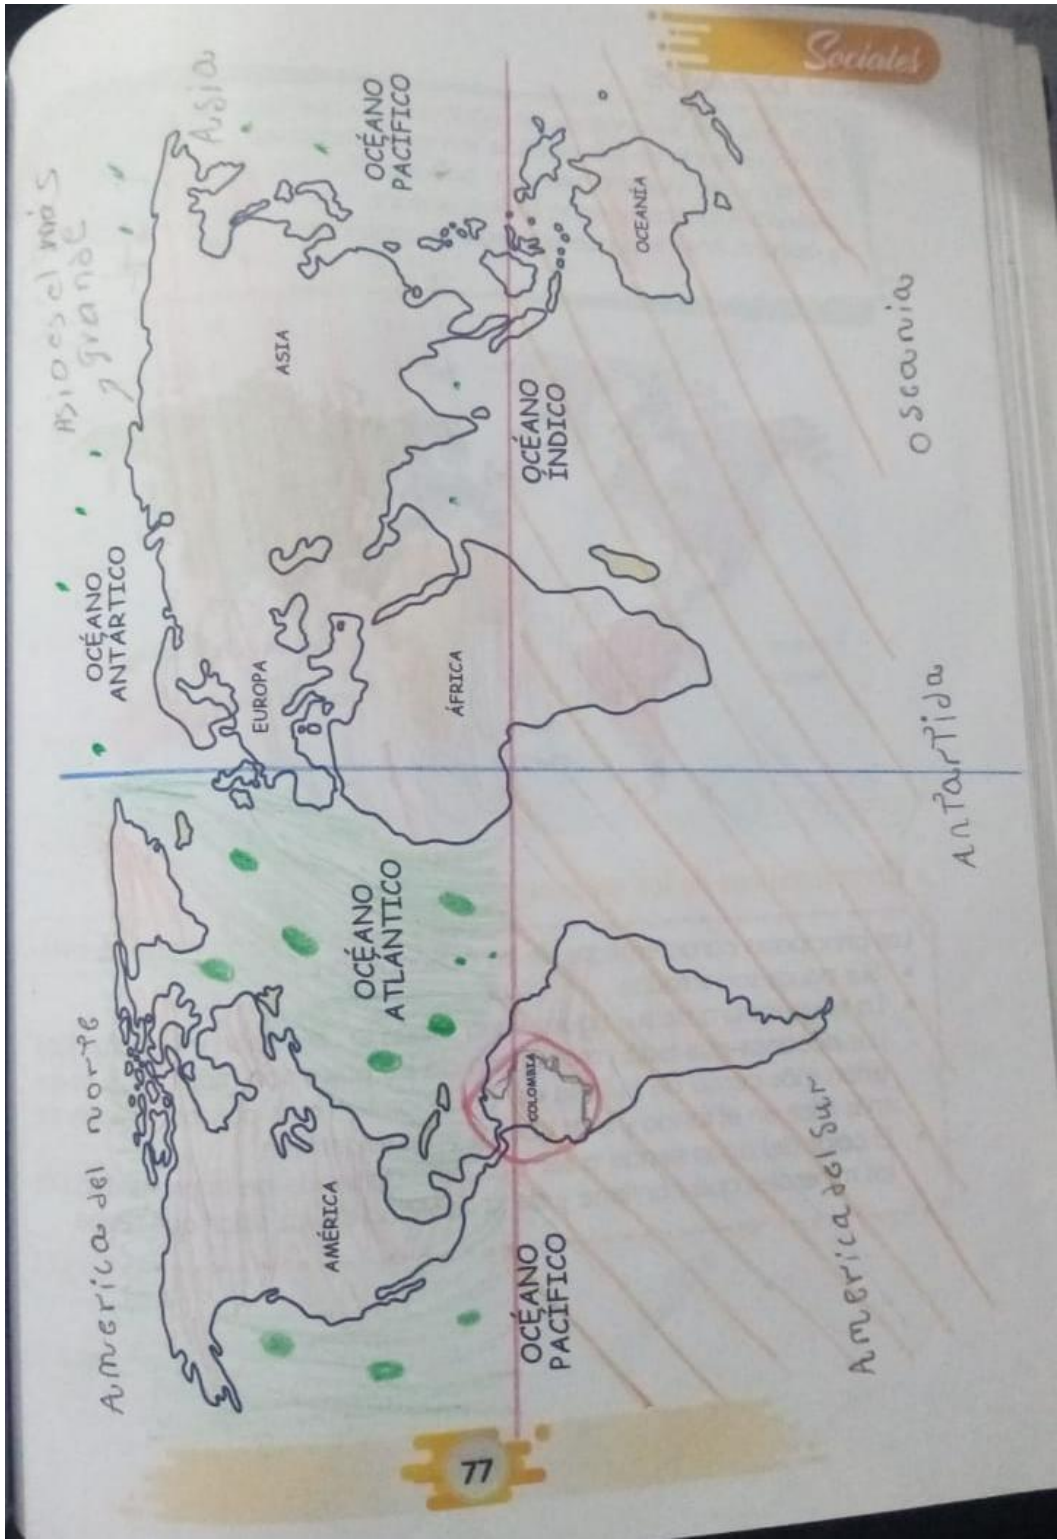 Sociales
Asia es el más
grande
Asia
America del norte
OCÉANO
ANTÁRTICO
ASIA
OCÉANO
PACÍFICO
EUROPA
AMÉRICA
OCÉANO
ATLÁNTICO
ÁFRICA
COLOMBIA
OCÉANO
PACÍFICO
OCÉANO
ÍNDICO
OCEANÍA
America del Sur
Antartida
Oseania
77